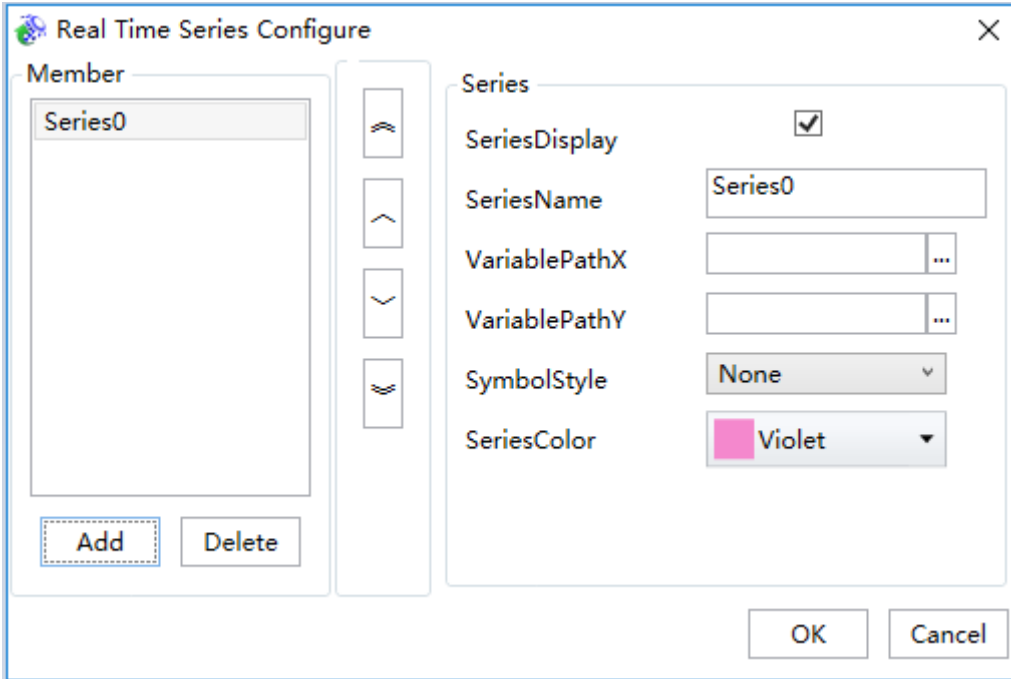 Real Time Series Configure
Member
Series0
Add
Delete
Series
SeriesDisplay
SeriesName
Series0
VariablePathX
...
VariablePathY
...
SymbolStyle
None
SeriesColor
Violet
OK
Cancel